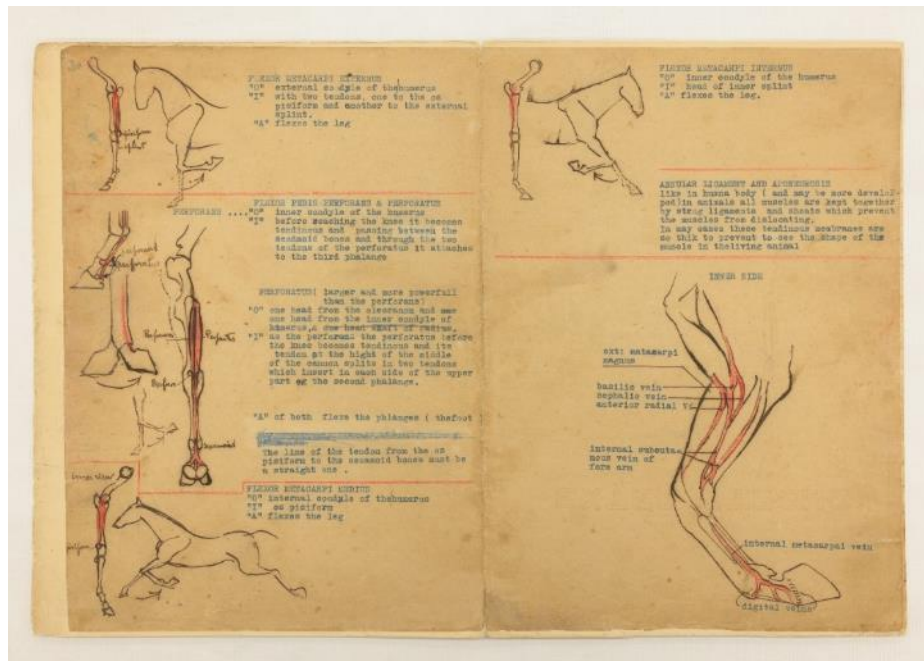 FLEXOR METACARPI EXTERNUS
"O" external condyle of thehumerus
"I" with two tendons, one to the os
pisiform and another to the external
splint.
"A" flexes the leg
pisiform
splint
FLEXOR PEDIS PERFORANS & PERFORATUS
PERFORANS .... "O" inner condyle of the humerus
"I" before reaching the knee it becomes
tendinous and passing between the
sesamoid bones and through the two
tendons of the perforatus it attaches
to the third phalange
PERFORATUS( larger and more powerfull
than the perforans)
"O" one head from the olecranon and
one head from the inner condyle of
humerus,& one head shaft of radius.
"I" as the perforans the perforatus before
the knee becomes tendinous and its
tendon at the hight of the middle
of the cannon splits in two tendons
which insert in each side of the upper
part of the second phalange.
"A" of both flexe the phlanges ( thefoot
The line of the tendon from the os
pisiform to the sesamoid bones must be
a straight one .
Perforatus
sesamoid
inner view
FLEXOR METACARPI MEDIUS
"O" internal condyle of thehumerus
"I" os pisiform
"A" flexes the leg
FLEXOR METACARPI INTERNUS
"O" inner condyle of the humerus
"I" head of inner splint
"A" flexes the leg.
ANNULAR LIGAMENT AND APONEUROSIS
like in human body ( and may be more develop-
ped)in animals all muscles are kept together
by strng ligaments and sheats which prevent
the muscles from dislocating.
In may cases these tendinous membranes are
so thik to prevent to see the shape of the
muscle in theliving animal
INNER SIDE
ext: metacarpi
magnus
basilic vein
cephalic vein
anterior radial v
internal subcuta
neous vein of
fore arm
internal metacarpal vein
digital veins